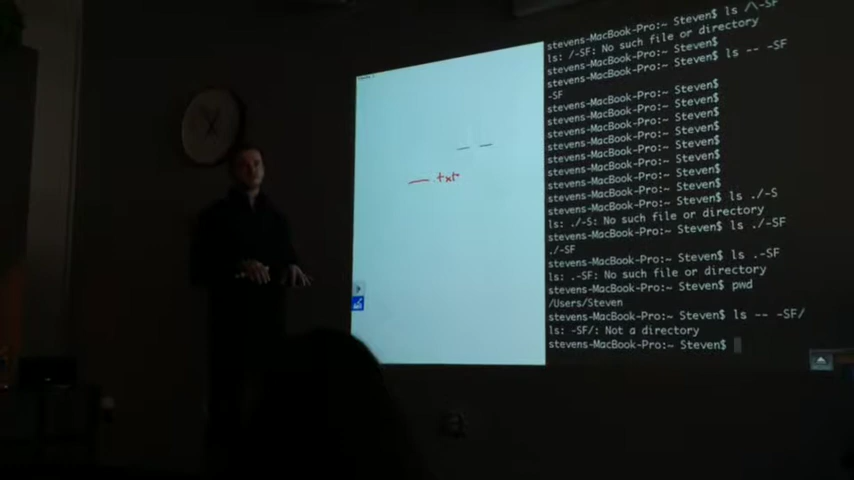 — —
— .txt
stevens-MacBook-Pro:~ Steven$ ls /\-SF
ls: /-SF: No such file or directory
stevens-MacBook-Pro:~ Steven$
stevens-MacBook-Pro:~ Steven$ ls -- -SF
-SF
stevens-MacBook-Pro:~ Steven$
stevens-MacBook-Pro:~ Steven$
stevens-MacBook-Pro:~ Steven$
stevens-MacBook-Pro:~ Steven$
stevens-MacBook-Pro:~ Steven$
stevens-MacBook-Pro:~ Steven$
stevens-MacBook-Pro:~ Steven$
stevens-MacBook-Pro:~ Steven$
stevens-MacBook-Pro:~ Steven$ ls ./-S
ls: ./-S: No such file or directory
stevens-MacBook-Pro:~ Steven$ ls ./-SF
./-SF
stevens-MacBook-Pro:~ Steven$ ls .-SF
ls: .-SF: No such file or directory
stevens-MacBook-Pro:~ Steven$ pwd
/Users/Steven
stevens-MacBook-Pro:~ Steven$ ls -- -SF/
ls: -SF/: Not a directory
stevens-MacBook-Pro:~ Steven$